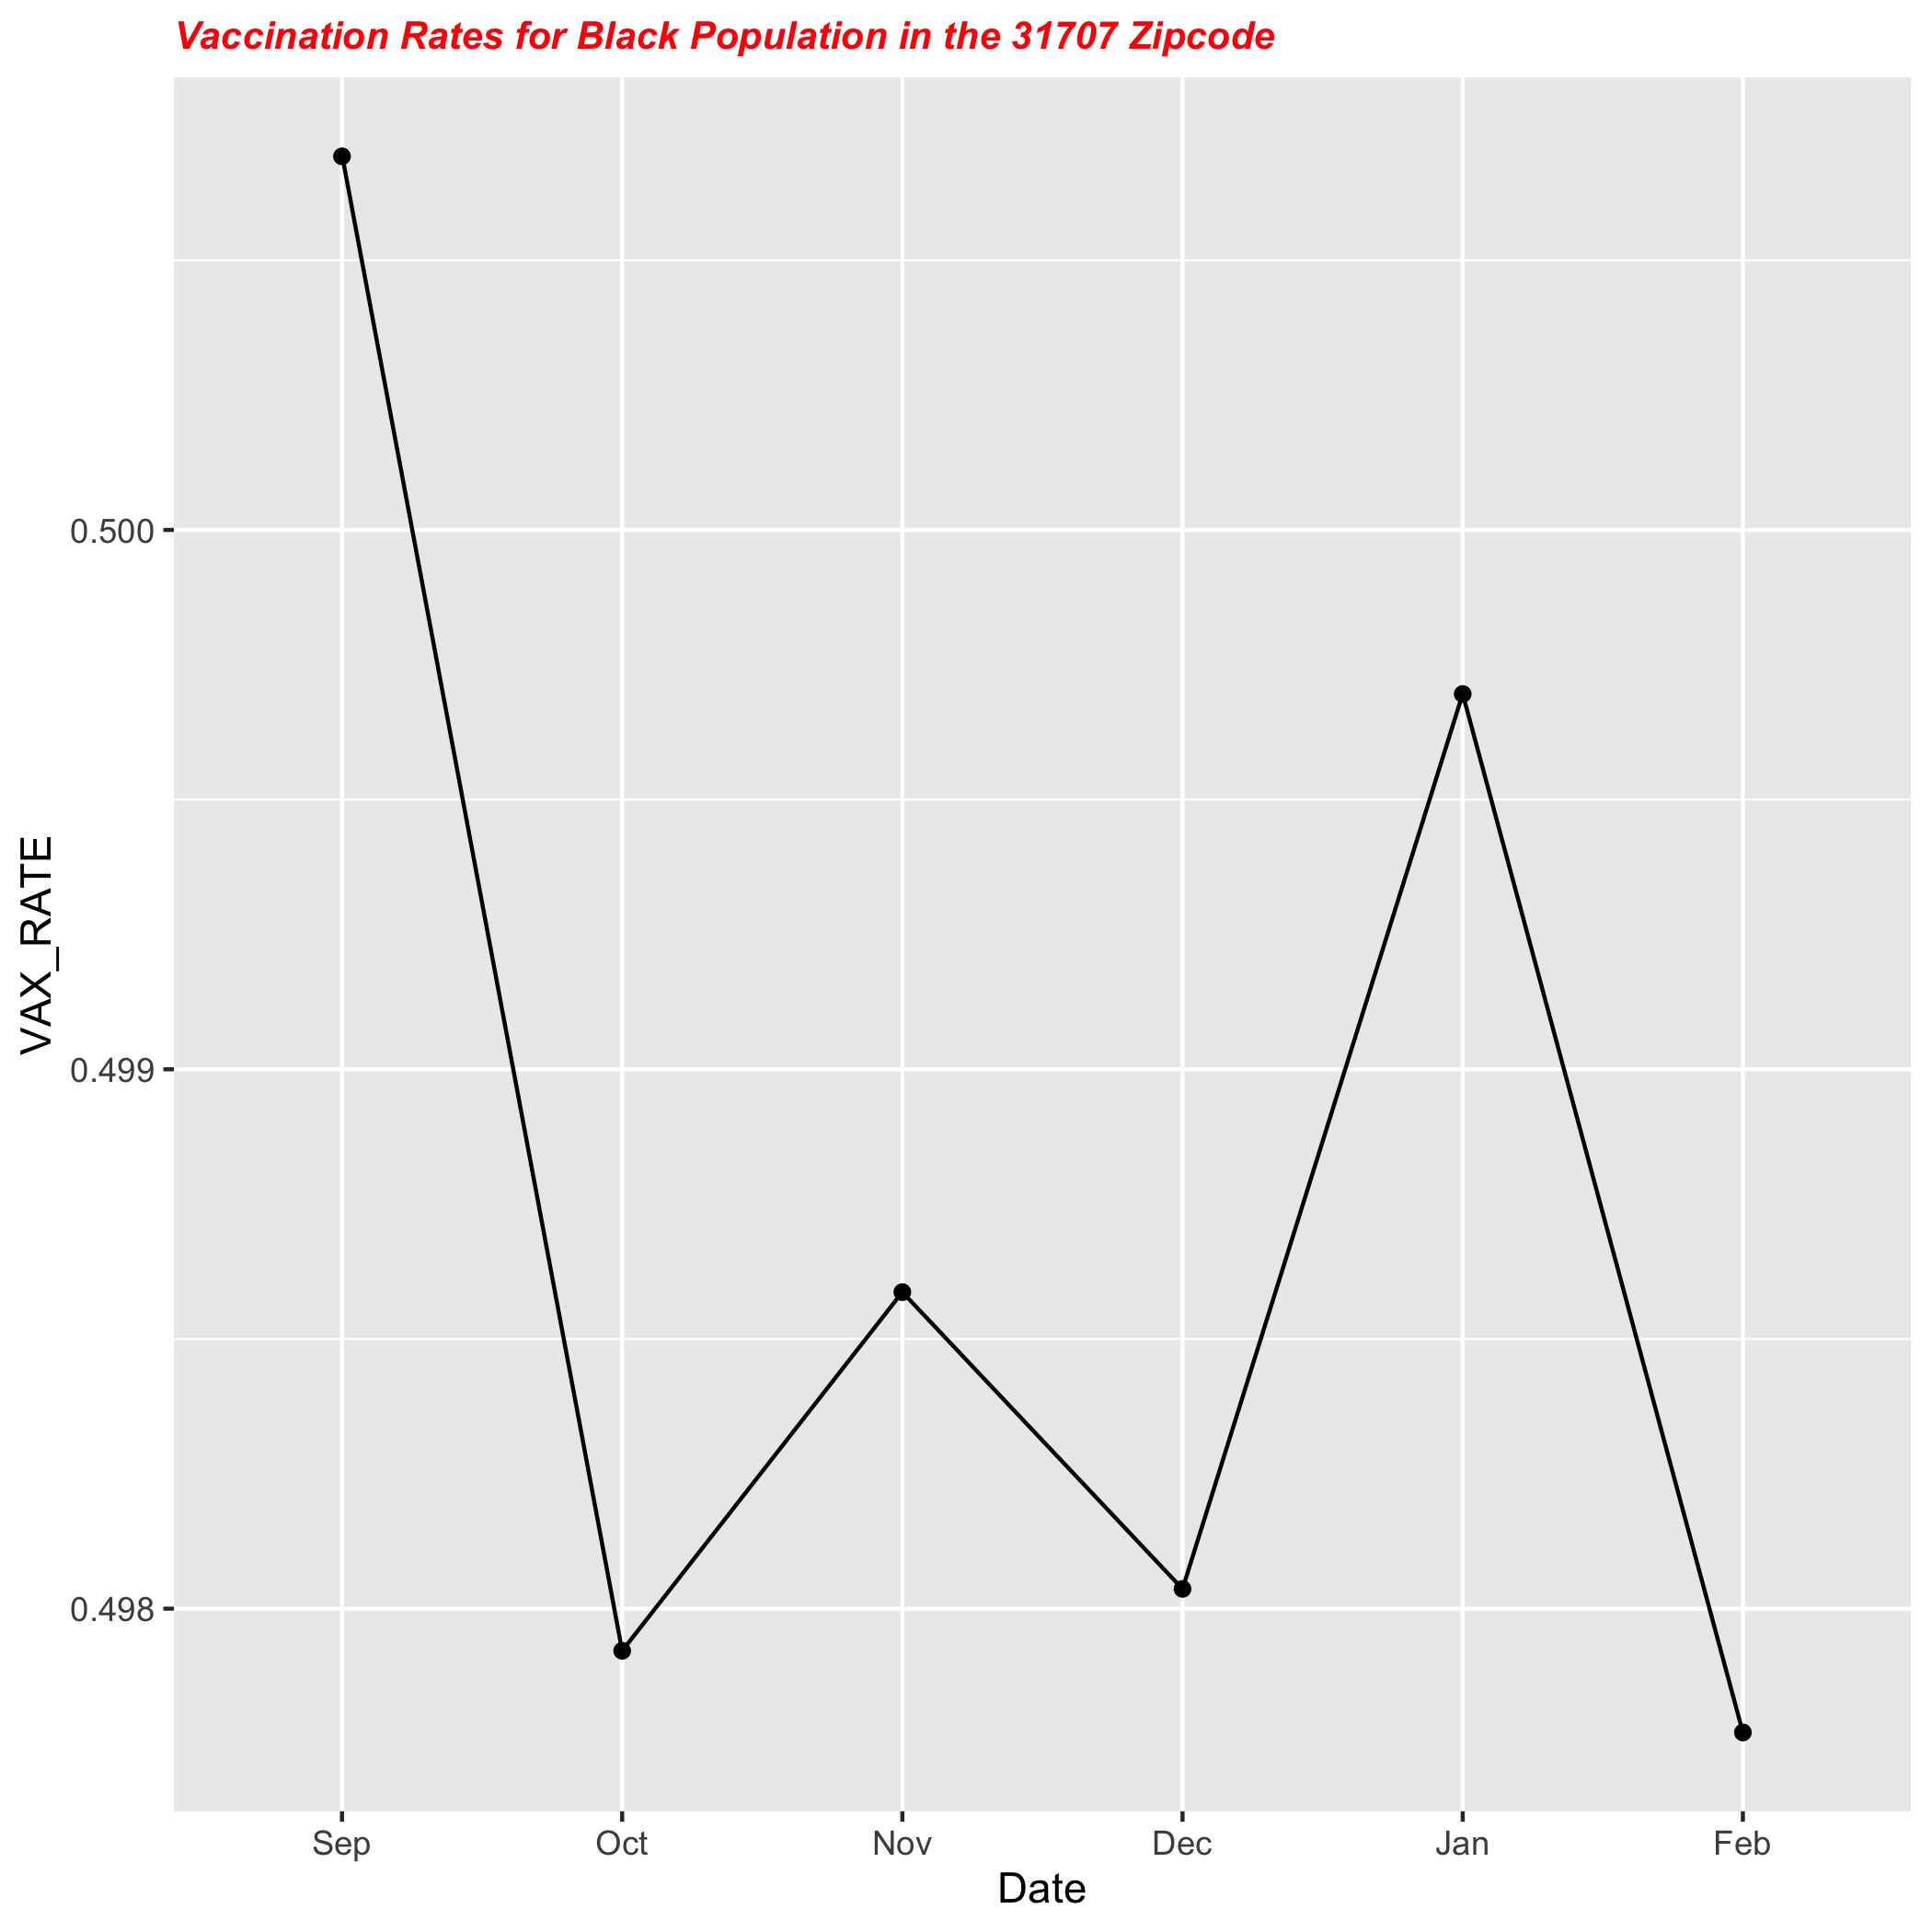 Vaccination Rates for Black Population in the 31707 Zipcode
VAX_RATE
0.500
0.499
0.498
Sep Oct Nov Dec Jan Feb
Date